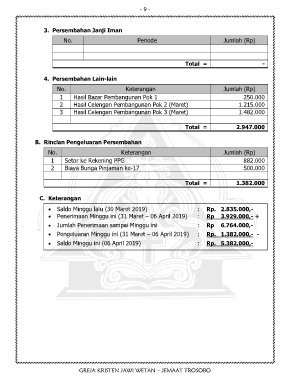 - 9 -
3. Persembahan Janji Iman
No. Periode Jumlah (Rp)
Total = -
4. Persembahan Lain-lain
No. Keterangan Jumlah (Rp)
1 Hasil Bazar Pembangunan Pok 1 250.000
2 Hasil Celengan Pembangunan Pok 2 (Maret) 1.215.000
3 Hasil Celengan Pembangunan Pok 3 (Maret) 1.482.000
Total = 2.947.000
B. Rincian Pengeluaran Persembahan
No. Keterangan Jumlah (Rp)
1 Setor ke Rekening PPG 882.000
2 Biaya Bunga Pinjaman ke-17 500.000
Total = 1.382.000
C. Keterangan
• Saldo Minggu lalu (30 Maret 2019) : Rp. 2.835.000,-
• Penerimaan Minggu ini (31 Maret – 06 April 2019) : Rp 3.929.000,- +
• Jumlah Penerimaan sampai Minggu ini : Rp 6.764.000,-
• Pengeluaran Minggu ini (31 Maret – 06 April 2019) : Rp. 1.382.000,- -
• Saldo Minggu ini (06 April 2019) : Rp. 5.382.000,-
GREJA KRISTEN JAWI WETAN – JEMAAT TROSOBO